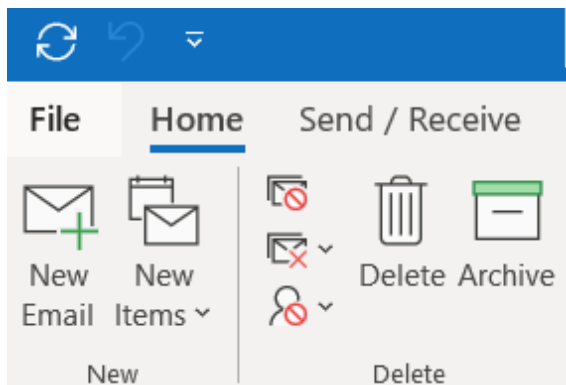 File Home Send / Receive
New Email
New Items
Delete
Archive
New
Delete